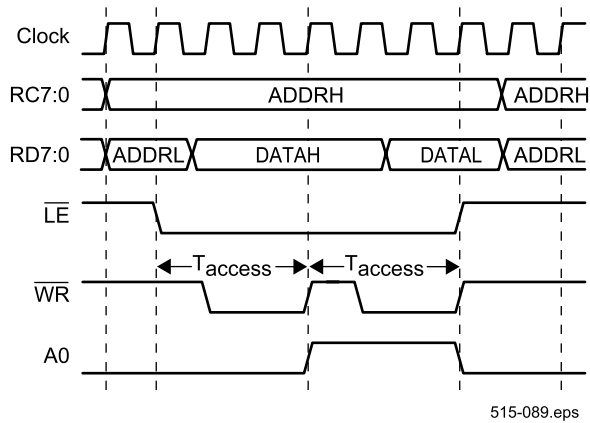 Clock
RC7:0 ADDRH ADDRH
RD7:0 ADDRL DATAH DATAL ADDRL
LE
Taccess Taccess
WR
A0
515-089.eps